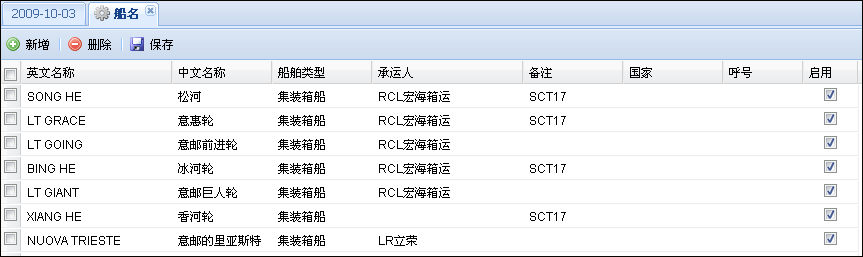 2009-10-03 船名
新增 删除 保存
英文名称 中文名称 船舶类型 承运人 备注 国家 呼号 启用
SONG HE 松河 集装箱船 RCL宏海箱运 SCT17
LT GRACE 意惠轮 集装箱船 RCL宏海箱运 SCT17
LT GOING 意邮前进轮 集装箱船 RCL宏海箱运
BING HE 冰河轮 集装箱船 RCL宏海箱运 SCT17
LT GIANT 意邮巨人轮 集装箱船 RCL宏海箱运
XIANG HE 香河轮 集装箱船 SCT17
NUOVA TRIESTE 意邮的里亚斯特 集装箱船 LR立荣